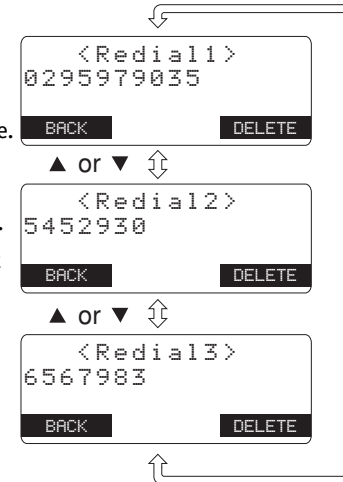 <Redial1>
0295979035
e.
BACK DELETE
▲ or ▼
<Redial2>
.
5452930
BACK DELETE
▲ or ▼
<Redial3>
6567983
BACK DELETE